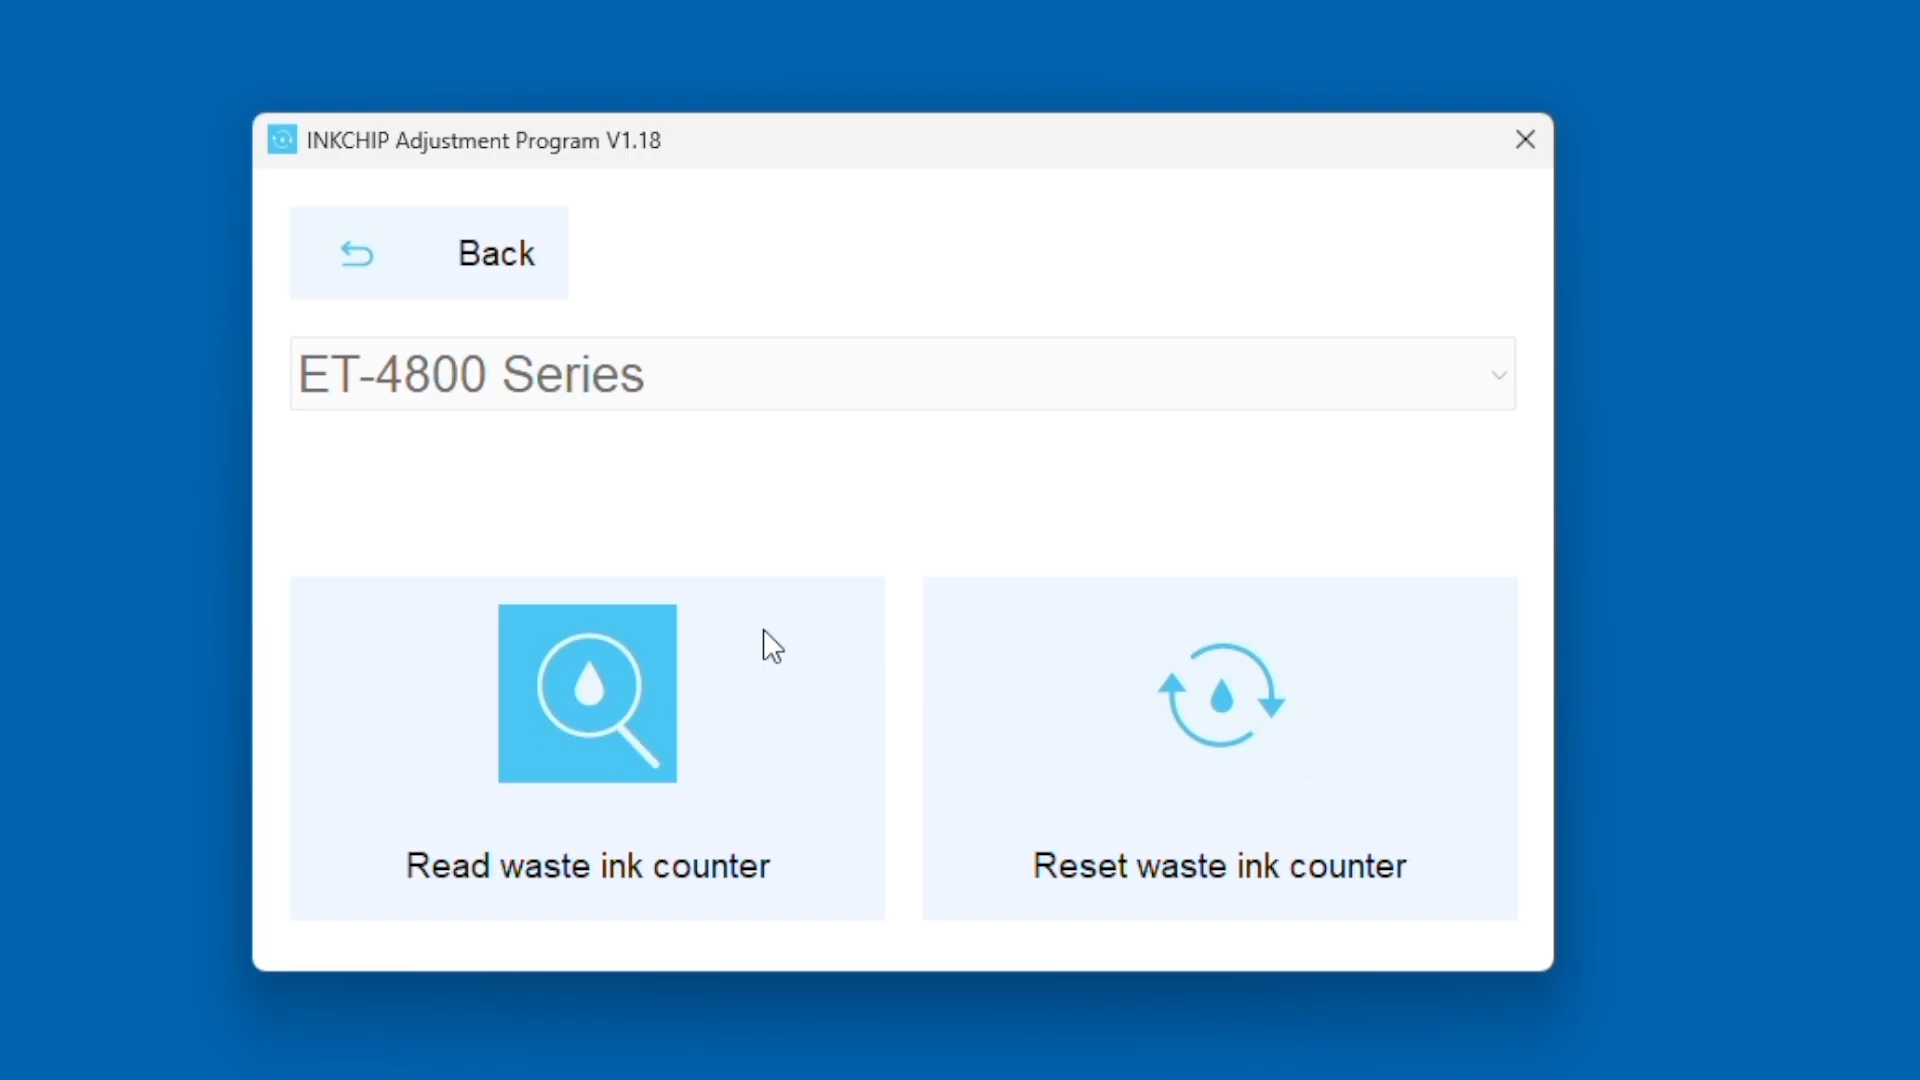 INKCHIP Adjustment Program V1.18
Back
ET-4800 Series
Read waste ink counter
Reset waste ink counter